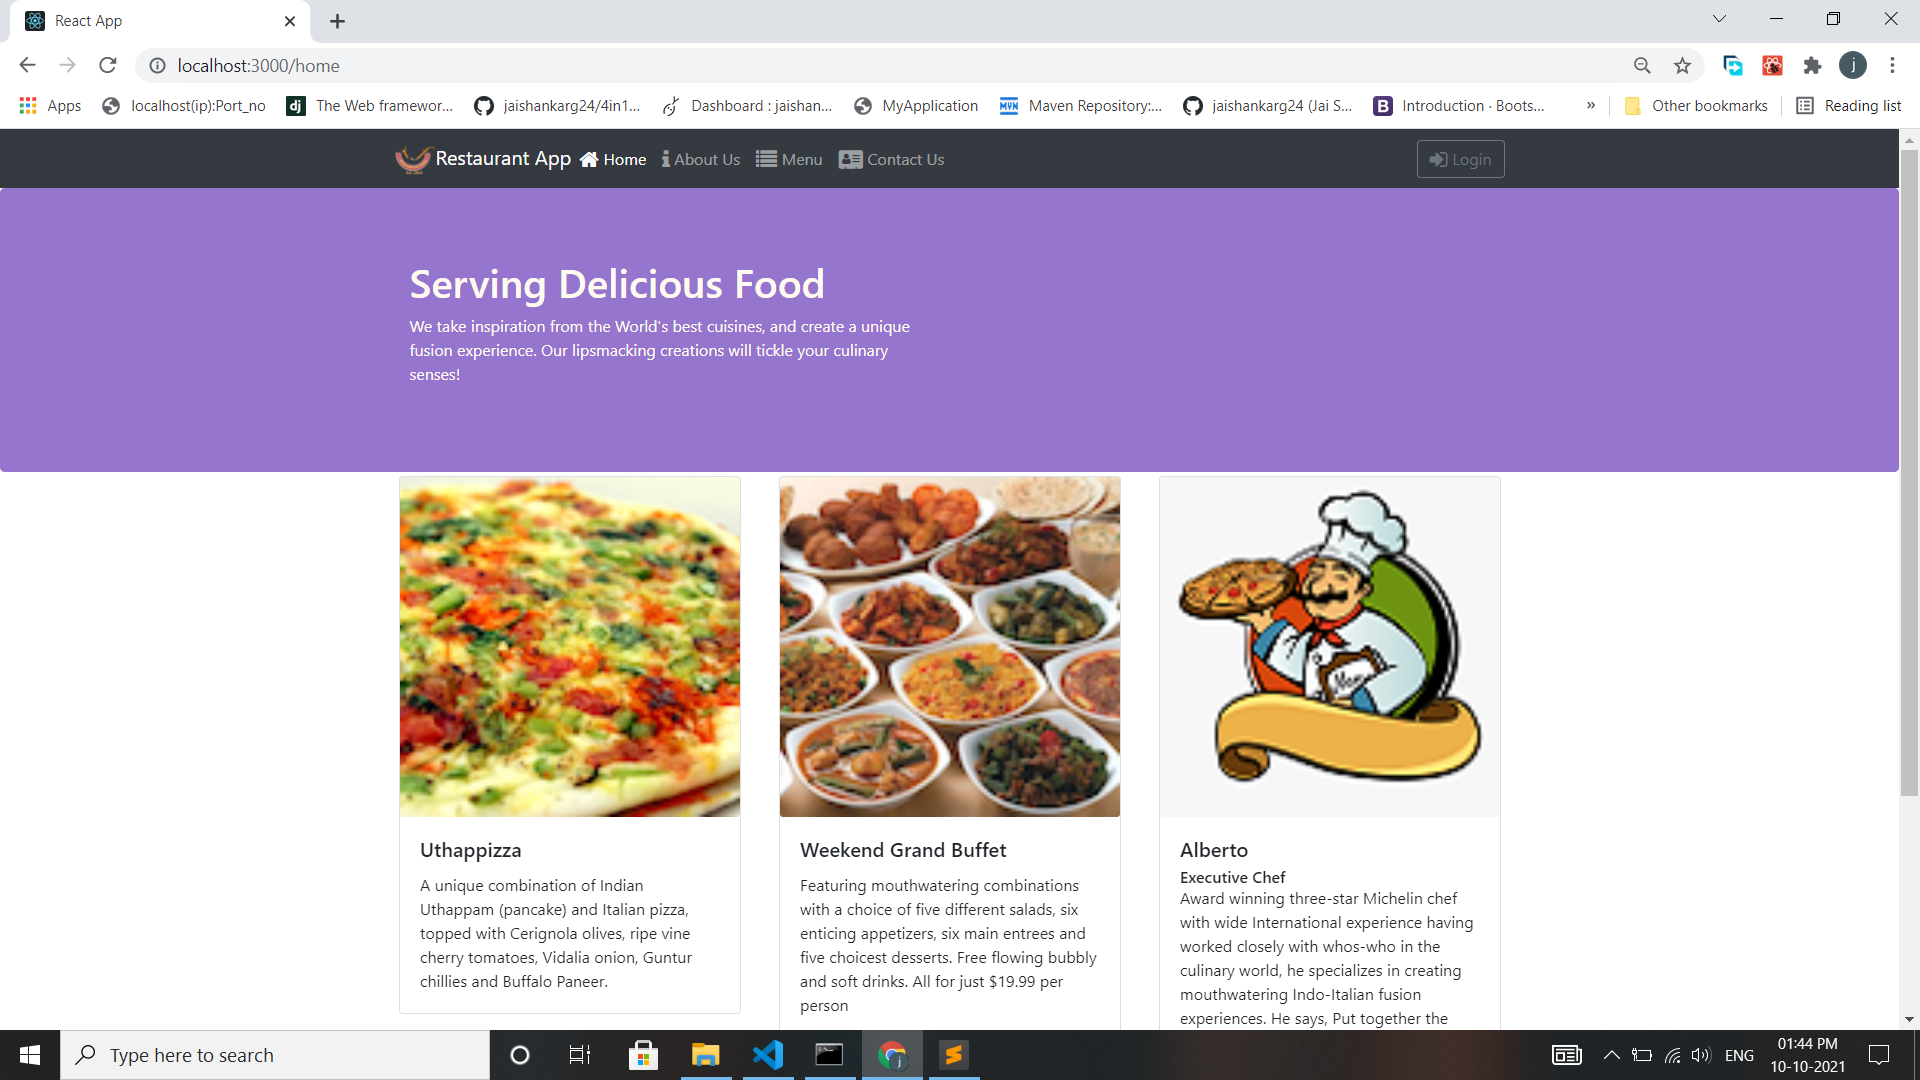 React App
localhost:3000/home
j
Apps
localhost(ip):Port_no
dj
The Web framewor...
jaishankarg24/4in1...
Dashboard : jaishan...
MyApplication
MVN
Maven Repository:...
jaishankarg24 (Jai S...
B
Introduction · Boots...
»
Other bookmarks
Reading list
Restaurant App
Home
About Us
Menu
Contact Us
Login
Serving Delicious Food
We take inspiration from the World's best cuisines, and create a unique
fusion experience. Our lipsmacking creations will tickle your culinary
senses!
Uthappizza
A unique combination of Indian
Uthappam (pancake) and Italian pizza,
topped with Cerignola olives, ripe vine
cherry tomatoes, Vidalia onion, Guntur
chillies and Buffalo Paneer.
Weekend Grand Buffet
Featuring mouthwatering combinations
with a choice of five different salads, six
enticing appetizers, six main entrees and
five choicest desserts. Free flowing bubbly
and soft drinks. All for just $19.99 per
person
Alberto
Executive Chef
Award winning three-star Michelin chef
with wide International experience having
worked closely with whos-who in the
culinary world, he specializes in creating
mouthwatering Indo-Italian fusion
experiences. He says, Put together the
Type here to search
ENG
01:44 PM
10-10-2021